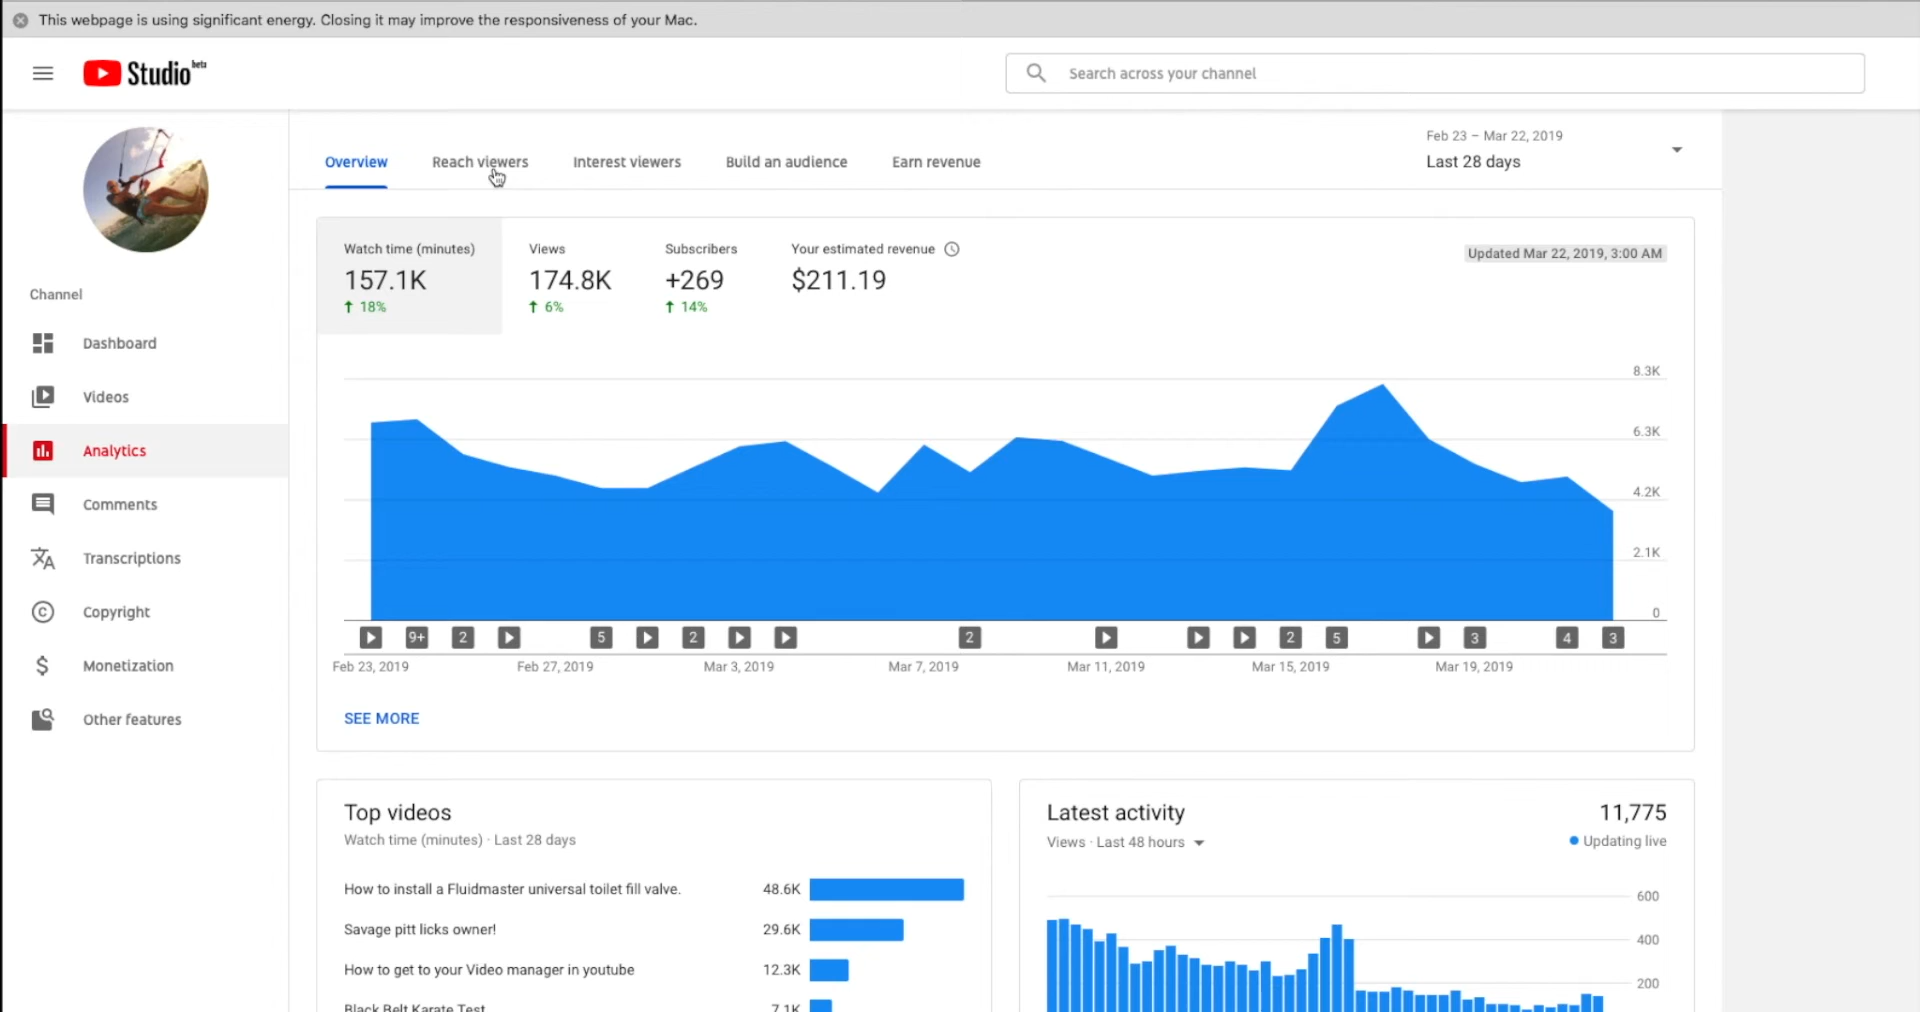 This webpage is using significant energy. Closing it may improve the responsiveness of your Mac.
Studio beta
Search across your channel
Overview
Reach viewers
Interest viewers
Build an audience
Earn revenue
Feb 23 – Mar 22, 2019
Last 28 days
Channel
Dashboard
Videos
Analytics
Comments
Transcriptions
Copyright
Monetization
Other features
Watch time (minutes)
157.1K
18%
Views
174.8K
6%
Subscribers
+269
14%
Your estimated revenue
$211.19
Updated Mar 22, 2019, 3:00 AM
8.3K
6.3K
4.2K
2.1K
0
9+ 2 5 2 2 2 5 3 4 3
Feb 23, 2019 Feb 27, 2019 Mar 3, 2019 Mar 7, 2019 Mar 11, 2019 Mar 15, 2019 Mar 19, 2019
SEE MORE
Top videos
Watch time (minutes) · Last 28 days
How to install a Fluidmaster universal toilet fill valve. 48.6K
Savage pitt licks owner! 29.6K
How to get to your Video manager in youtube 12.3K
Black Belt Karate Test 7.1K
Latest activity
11,775
Views · Last 48 hours
Updating live
600
400
200